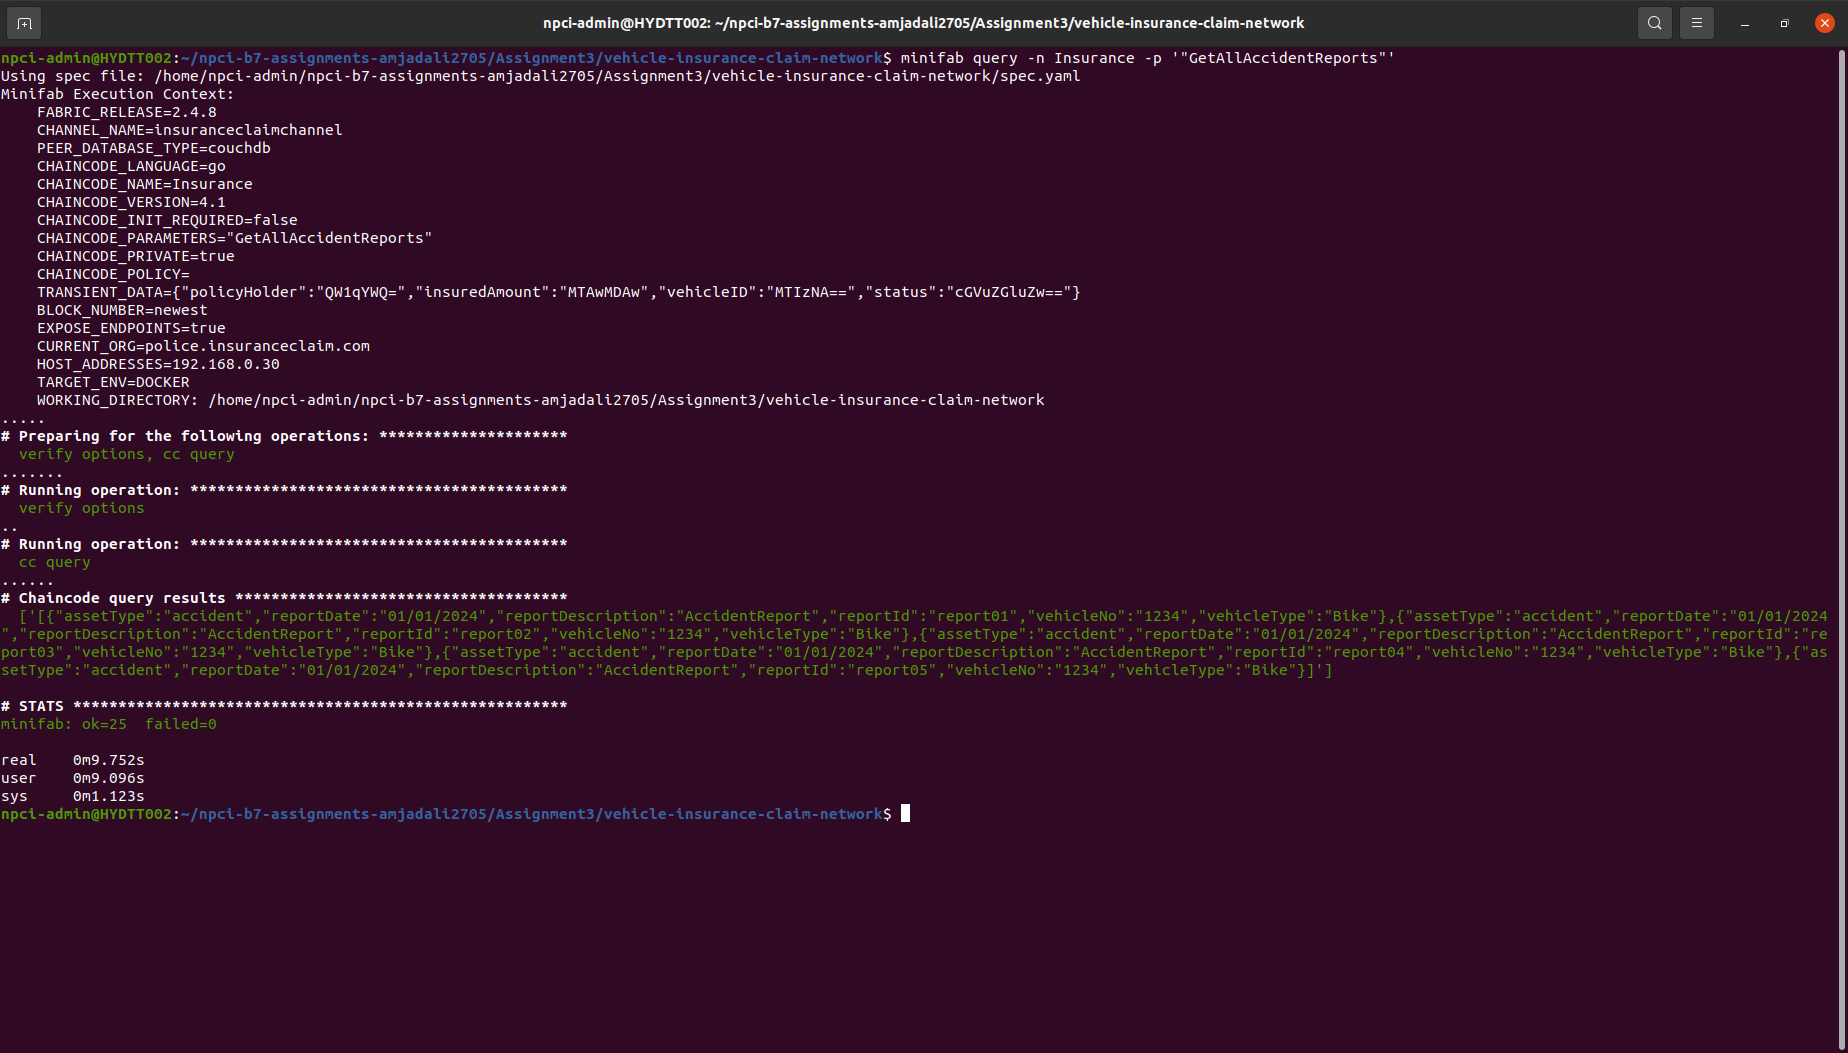 npci-admin@HYDTT002: ~/npci-b7-assignments-amjadali2705/Assignment3/vehicle-insurance-claim-network
npci-admin@HYDTT002:~/npci-b7-assignments-amjadali2705/Assignment3/vehicle-insurance-claim-network$ minifab query -n Insurance -p '"GetAllAccidentReports"'
Using spec file: /home/npci-admin/npci-b7-assignments-amjadali2705/Assignment3/vehicle-insurance-claim-network/spec.yaml
Minifab Execution Context:
    FABRIC_RELEASE=2.4.8
    CHANNEL_NAME=insuranceclaimchannel
    PEER_DATABASE_TYPE=couchdb
    CHAINCODE_LANGUAGE=go
    CHAINCODE_NAME=Insurance
    CHAINCODE_VERSION=4.1
    CHAINCODE_INIT_REQUIRED=false
    CHAINCODE_PARAMETERS="GetAllAccidentReports"
    CHAINCODE_PRIVATE=true
    CHAINCODE_POLICY=
    TRANSIENT_DATA={"policyHolder":"QW1qYWQ=","insuredAmount":"MTAwMDAw","vehicleID":"MTIzNA==","status":"cGVuZGluZw=="}
    BLOCK_NUMBER=newest
    EXPOSE_ENDPOINTS=true
    CURRENT_ORG=police.insuranceclaim.com
    HOST_ADDRESSES=192.168.0.30
    TARGET_ENV=DOCKER
    WORKING_DIRECTORY: /home/npci-admin/npci-b7-assignments-amjadali2705/Assignment3/vehicle-insurance-claim-network
.....
# Preparing for the following operations: *********************
  verify options, cc query
.......
# Running operation: ******************************************
  verify options
..
# Running operation: ******************************************
  cc query
......
# Chaincode query results *************************************
  ['[{"assetType":"accident","reportDate":"01/01/2024","reportDescription":"AccidentReport","reportId":"report01","vehicleNo":"1234","vehicleType":"Bike"},{"assetType":"accident","reportDate":"01/01/2024
","reportDescription":"AccidentReport","reportId":"report02","vehicleNo":"1234","vehicleType":"Bike"},{"assetType":"accident","reportDate":"01/01/2024","reportDescription":"AccidentReport","reportId":"re
port03","vehicleNo":"1234","vehicleType":"Bike"},{"assetType":"accident","reportDate":"01/01/2024","reportDescription":"AccidentReport","reportId":"report04","vehicleNo":"1234","vehicleType":"Bike"},{"as
setType":"accident","reportDate":"01/01/2024","reportDescription":"AccidentReport","reportId":"report05","vehicleNo":"1234","vehicleType":"Bike"}]']
# STATS *******************************************************
minifab: ok=25  failed=0
real    0m9.752s
user    0m9.096s
sys     0m1.123s
npci-admin@HYDTT002:~/npci-b7-assignments-amjadali2705/Assignment3/vehicle-insurance-claim-network$